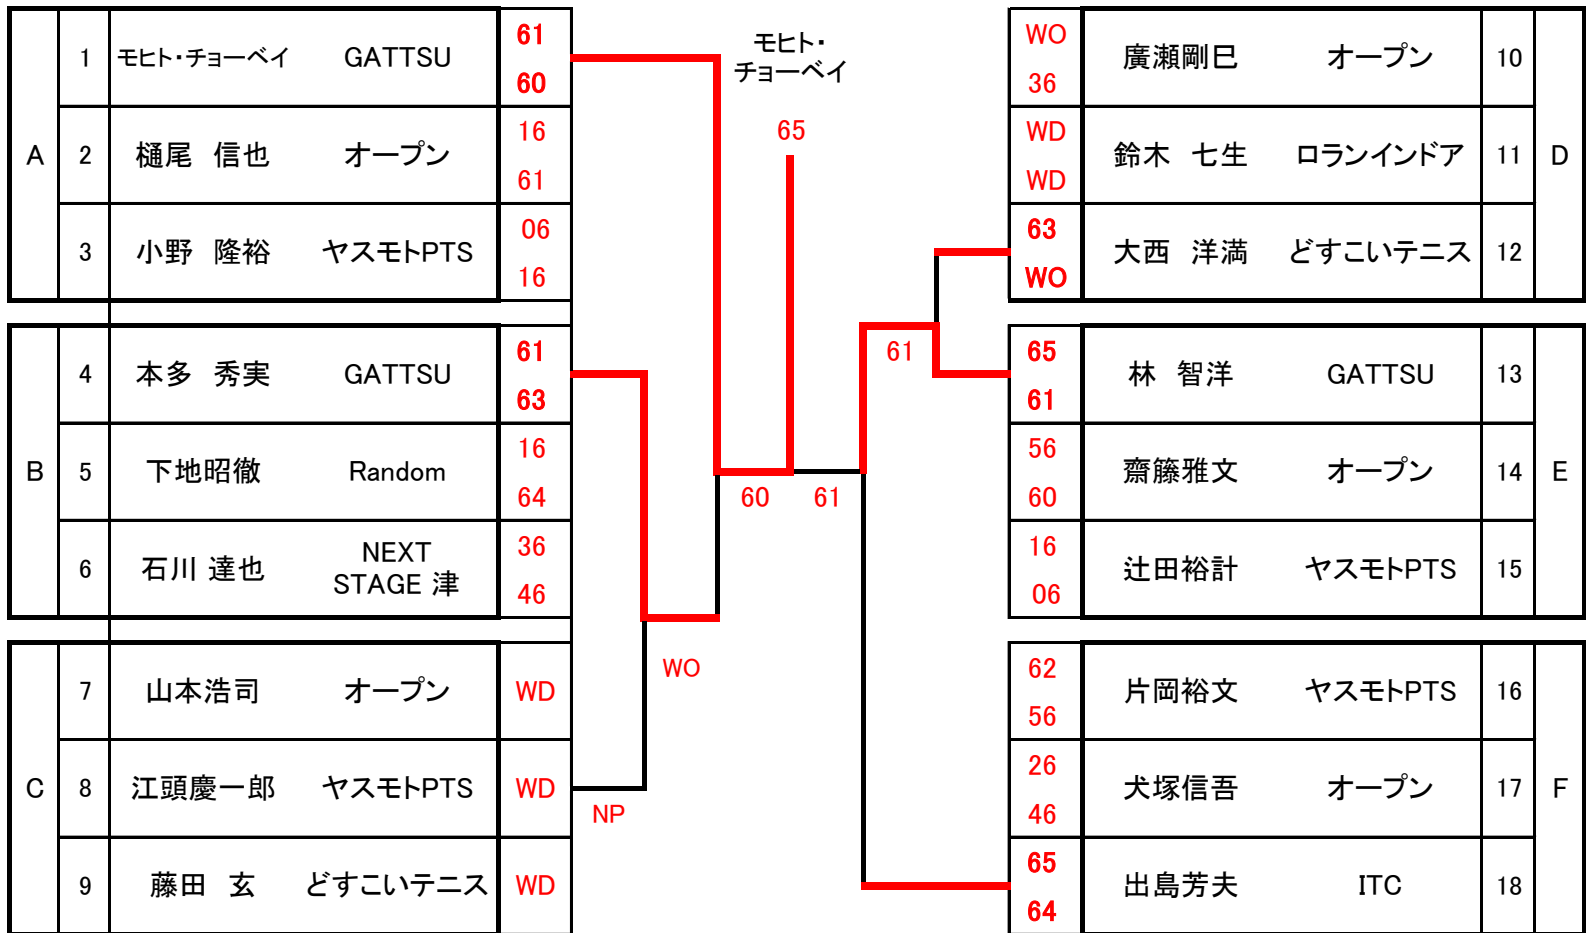 A
1 モヒト・チョーベイ GATTSU 61
60
2 樋尾 信也 オープン 16
61
3 小野 隆裕 ヤスモトPTS 06
16
B
4 本多 秀実 GATTSU 61
63
5 下地昭徹 Random 16
64
6 石川 達也 NEXT
STAGE 津 36
46
C
7 山本浩司 オープン WD
8 江頭慶一郎 ヤスモトPTS WD
9 藤田 玄 どすこいテニス WD
NP
WO
モヒト・
チョーベイ
65
60 61
61
WO
36 廣瀬剛巳 オープン 10
WD
WD 鈴木 七生 ロランインドア 11
D
63
WO 大西 洋満 どすこいテニス 12
65
61 林 智洋 GATTSU 13
56
60 齋藤雅文 オープン 14
E
16
06 辻田裕計 ヤスモトPTS 15
62
56 片岡裕文 ヤスモトPTS 16
26
46 犬塚信吾 オープン 17
F
65
64 出島芳夫 ITC 18